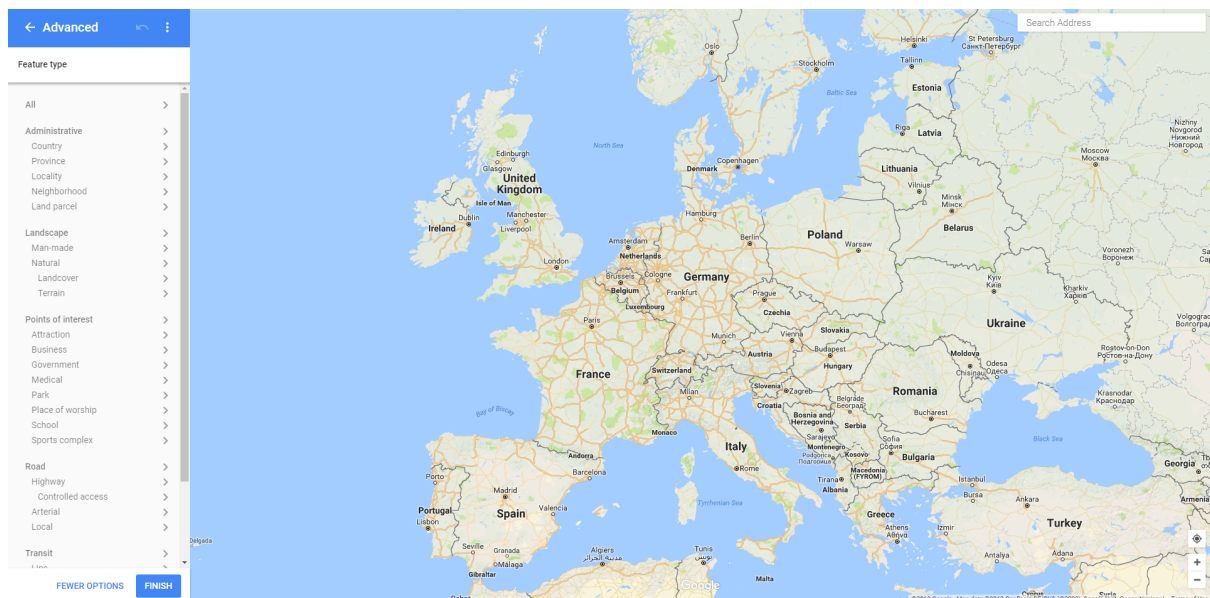 Advanced
Feature type
All
Administrative
Country
Province
Locality
Neighborhood
Land parcel
Landscape
Man-made
Natural
Landcover
Terrain
Points of interest
Attraction
Business
Government
Medical
Park
Place of worship
School
Sports complex
Road
Highway
Controlled access
Arterial
Local
Transit
FEWER OPTIONS
FINISH
Search Address
Oslo
Helsinki
St Petersburg
Санкт-Петербург
Stockholm
Tallinn
Estonia
Baltic Sea
Riga
Latvia
Nizhny
Novgorod
Нижний
Новгород
Moscow
Москва
North Sea
Edinburgh
Glasgow
United
Kingdom
Isle of Man
Copenhagen
Denmark
Lithuania
Vilnius
Minsk
Мінск
Belarus
Dublin
Ireland
Manchester
Liverpool
Hamburg
Berlin
Poland
Warsaw
Amsterdam
Netherlands
London
Brussels
Cologne
Germany
Belgium
Frankfurt
Luxembourg
Prague
Czechia
Kyiv
Київ
Voronezh
Воронеж
Kharkiv
Харків
Ukraine
Paris
Munich
Vienna
Slovakia
Austria
Budapest
Hungary
Moldova
Chisinau
Odesa
Одеса
Rostov-on-Don
Ростов-на-Дону
France
Switzerland
Slovenia
Zagreb
Milan
Croatia
Belgrade
Београд
Romania
Bucharest
Krasnodar
Краснодар
Bay of Biscay
Bosnia and
Herzegovina
Serbia
Sarajevo
Montenegro
Sofia
София
Monaco
Italy
Podgorica
Подгорица
Kosovo
Bulgaria
Black Sea
Andorra
Rome
Macedonia
(FYROM)
Tirana
Albania
Georgia
Porto
Barcelona
Istanbul
Madrid
Bursa
Ankara
Armenia
Portugal
Lisbon
Spain
Valencia
Tyrrhenian Sea
Greece
Turkey
Athens
Αθήνα
İzmir
Delgada
Seville
Granada
Málaga
Gibraltar
Algiers
مدينة الجزائر
Tunis
تونس
Antalya
Adana
Malta
Google